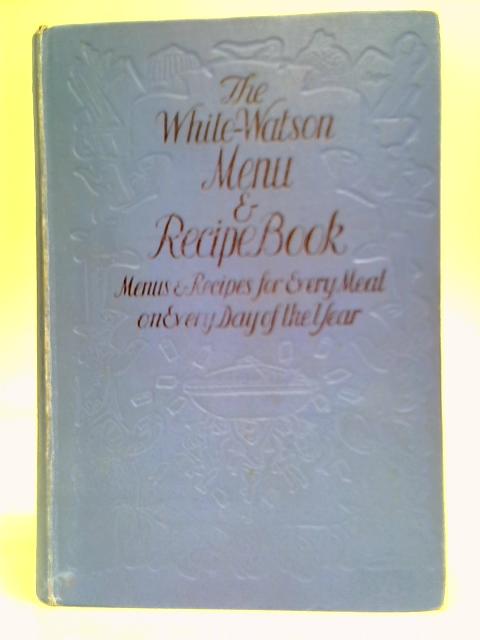 The
White-Watson
Menu
&
Recipe Book
Menus & Recipes for Every Meal
on Every Day of the Year